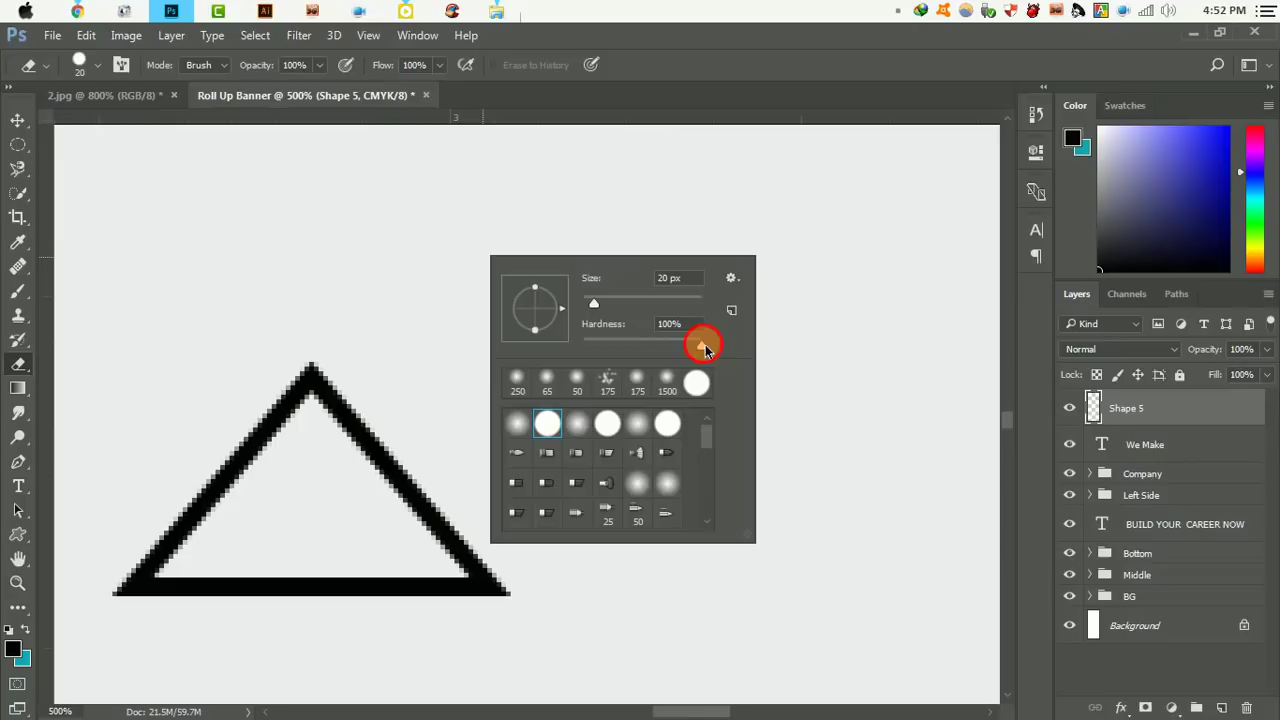 4:52 PM
Ps File Edit Image Layer Type Select Filter 3D View Window Help
20 Mode: Brush Opacity: 100% Flow: 100% Erase to History
2.jpg @ 800% (RGB/8) * × Roll Up Banner @ 500% (Shape 5, CMYK/8) * ×
3
Color Swatches
Size: 20 px
Hardness: 100%
250 65 50 175 175 1500
25 50
Layers Channels Paths
Kind
Normal Opacity: 100%
Lock: Fill: 100%
Shape 5
We Make
Company
Left Side
BUILD YOUR CAREER NOW
Bottom
Middle
BG
Background
500% Doc: 21.5M/59.7M